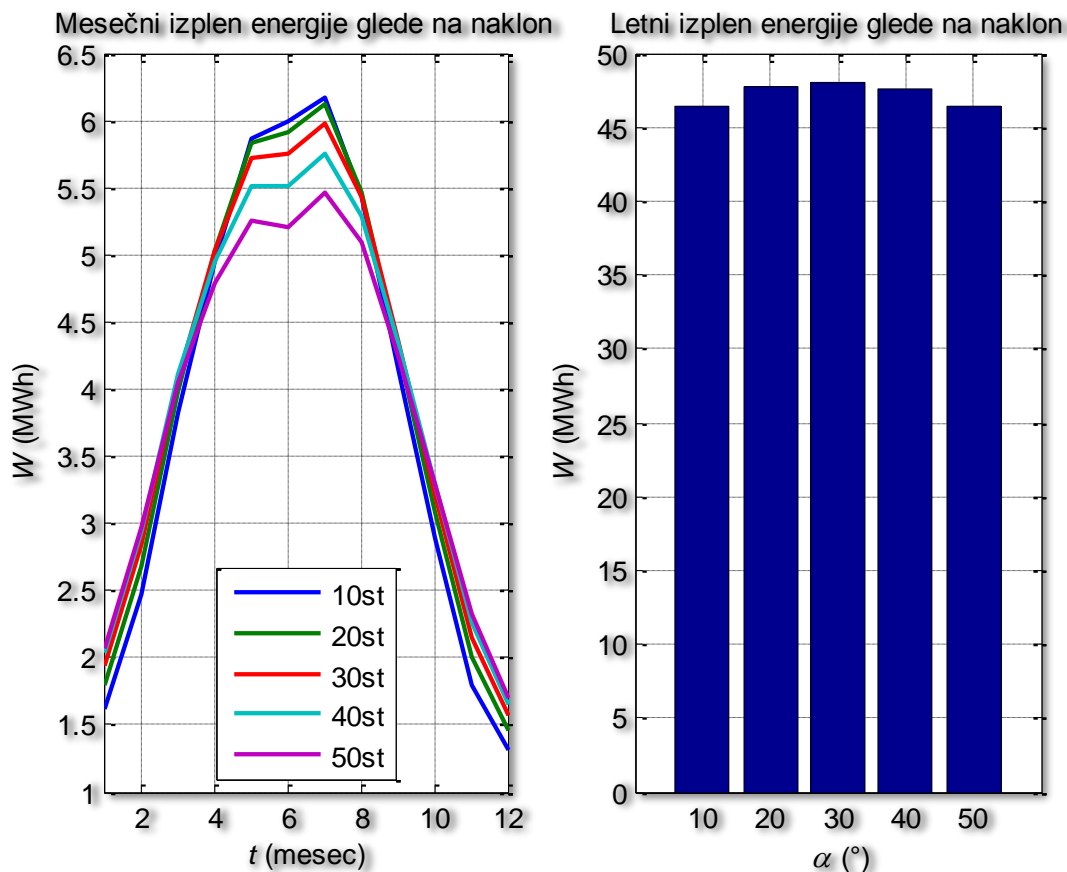 Mesečni izplen energije glede na naklon
6.5
6
5.5
5
4.5
4
3.5
3
2.5
2
1.5
1
W (MWh)
10st
20st
30st
40st
50st
2 4 6 8 10 12
t (mesec)
Letni izplen energije glede na naklon
50
45
40
35
30
25
20
15
10
5
0
W (MWh)
10 20 30 40 50
α (°)